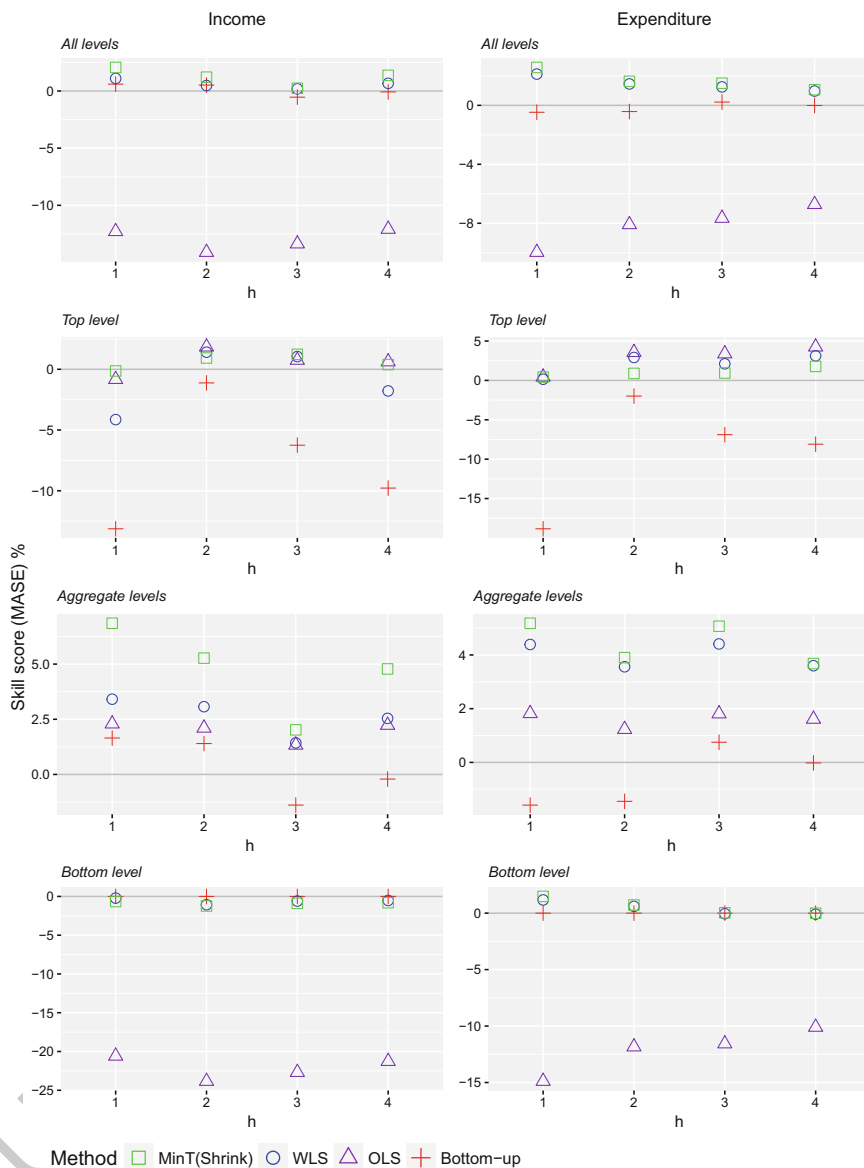 Income
Expenditure
All levels
0
−5
−10
1 2 3 4
h
All levels
0
−4
−8
1 2 3 4
h
Top level
0
−5
−10
1 2 3 4
h
Top level
5
0
−5
−10
−15
1 2 3 4
h
Skill score (MASE) %
Aggregate levels
5.0
2.5
0.0
1 2 3 4
h
Aggregate levels
4
2
0
1 2 3 4
h
Bottom level
0
−5
−10
−15
−20
−25
1 2 3 4
h
Bottom level
0
−5
−10
−15
1 2 3 4
h
Method MinT(Shrink) WLS OLS Bottom−up